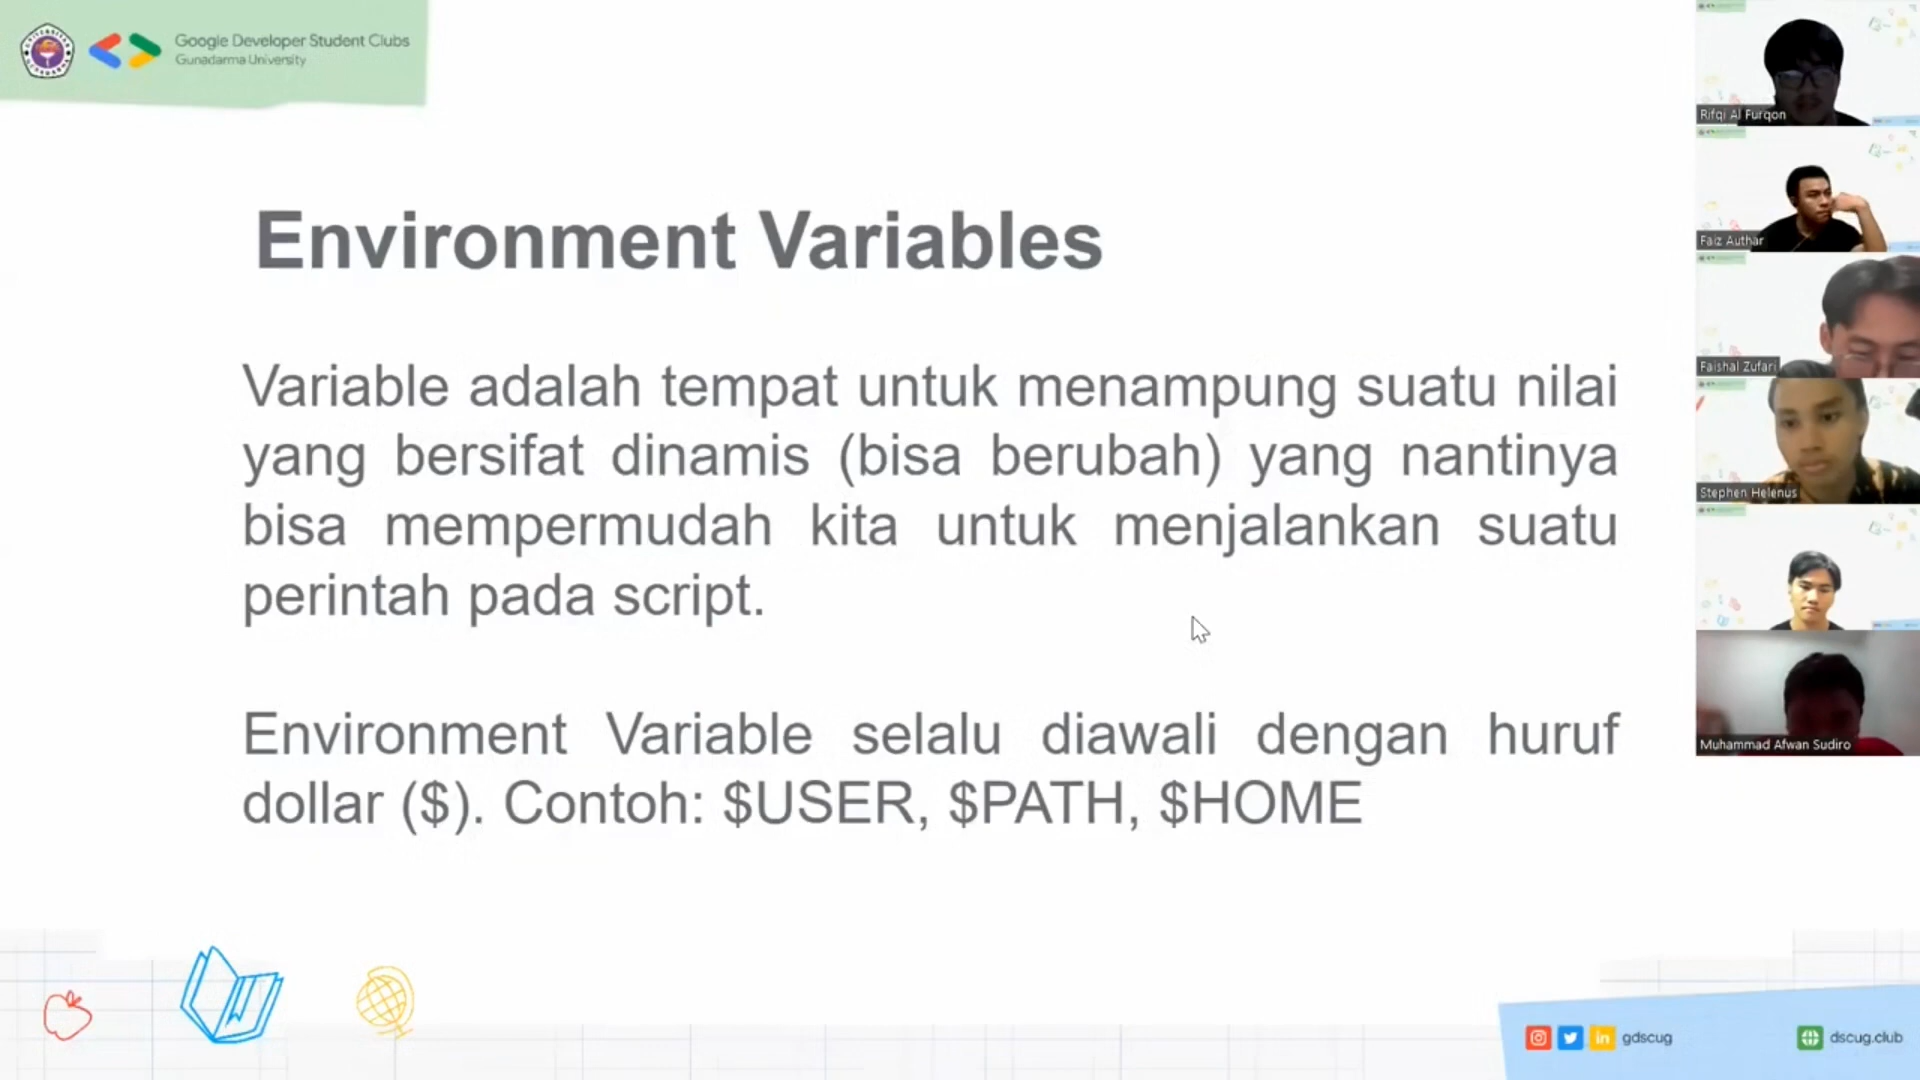 Google Developer Student Clubs
Gunadarma University
Environment Variables
Variable adalah tempat untuk menampung suatu nilai
yang bersifat dinamis (bisa berubah) yang nantinya
bisa mempermudah kita untuk menjalankan suatu
perintah pada script.
Environment Variable selalu diawali dengan huruf
dollar ($). Contoh: $USER, $PATH, $HOME
Rifqi Al Furqon
Faiz Authar
Faishal Zufari
Stephen Helenus
Muhammad Afwan Sudiro
gdscug
dscug.club